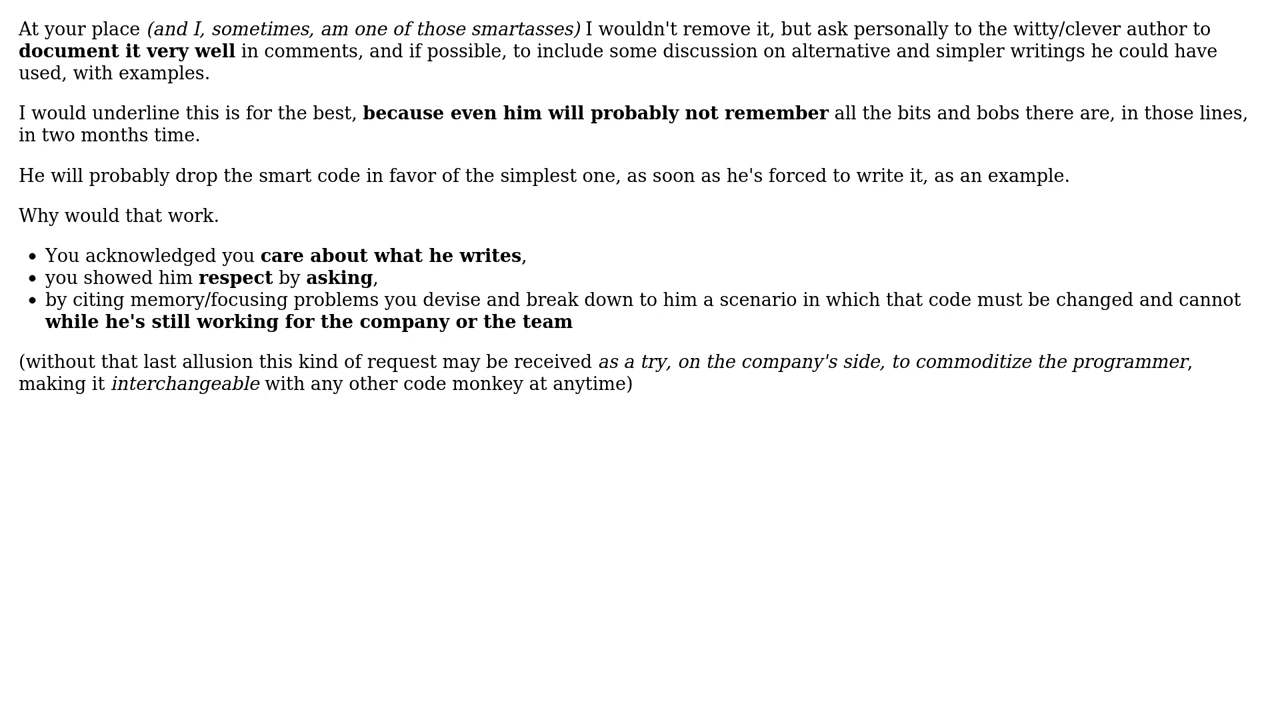 At your place (and I, sometimes, am one of those smartasses) I wouldn't remove it, but ask personally to the witty/clever author to
document it very well in comments, and if possible, to include some discussion on alternative and simpler writings he could have
used, with examples.
I would underline this is for the best, because even him will probably not remember all the bits and bobs there are, in those lines,
in two months time.
He will probably drop the smart code in favor of the simplest one, as soon as he's forced to write it, as an example.
Why would that work.
• You acknowledged you care about what he writes,
• you showed him respect by asking,
• by citing memory/focusing problems you devise and break down to him a scenario in which that code must be changed and cannot
while he's still working for the company or the team
(without that last allusion this kind of request may be received as a try, on the company's side, to commoditize the programmer,
making it interchangeable with any other code monkey at anytime)